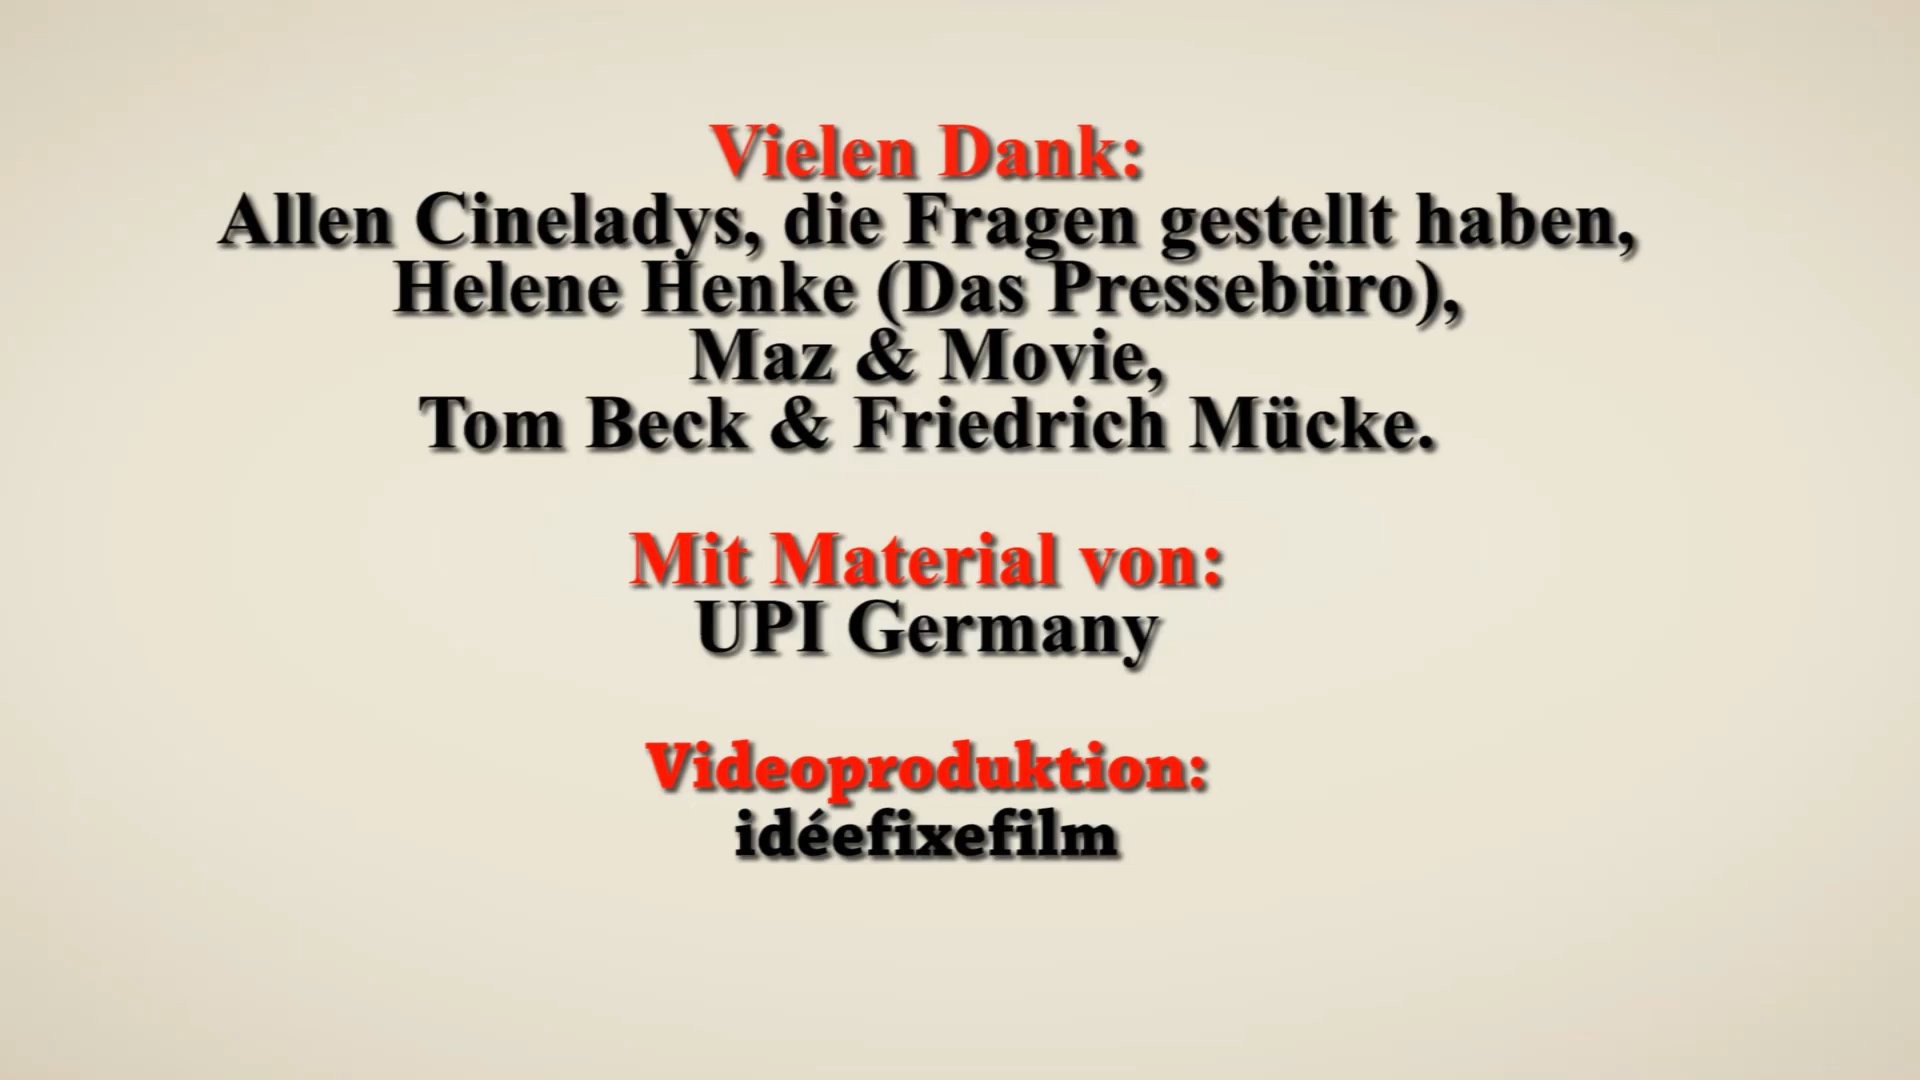 Vielen Dank:
Allen Cineladys, die Fragen gestellt haben,
Helene Henke (Das Pressebüro),
Maz & Movie,
Tom Beck & Friedrich Mücke.
Mit Material von:
UPI Germany
Videoproduktion:
idéefixefilm